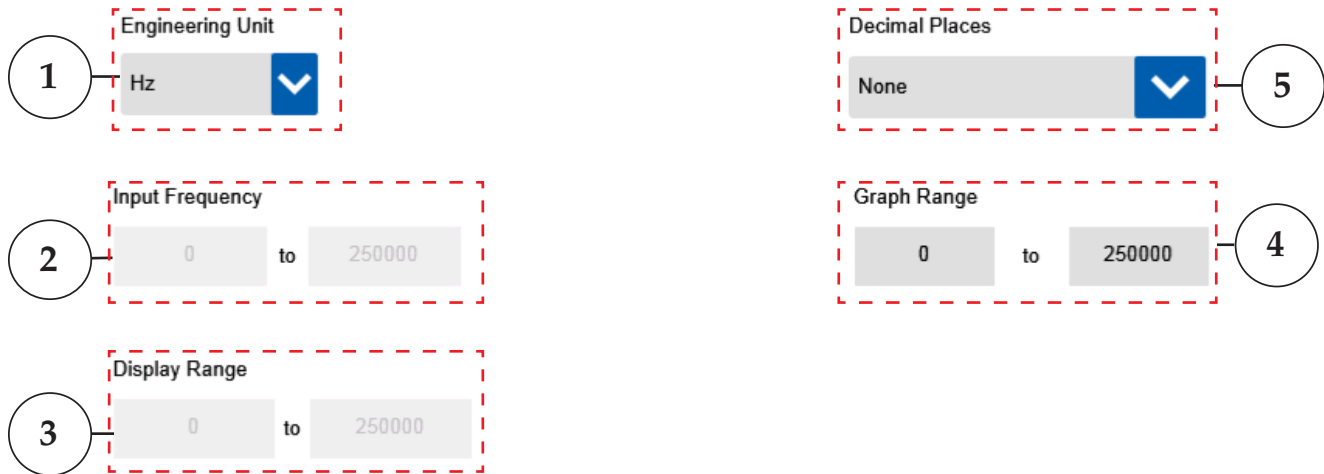 Engineering Unit
1
Hz
Decimal Places
None
5
Input Frequency
2
0 to 250000
Graph Range
0 to 250000
4
Display Range
3
0 to 250000